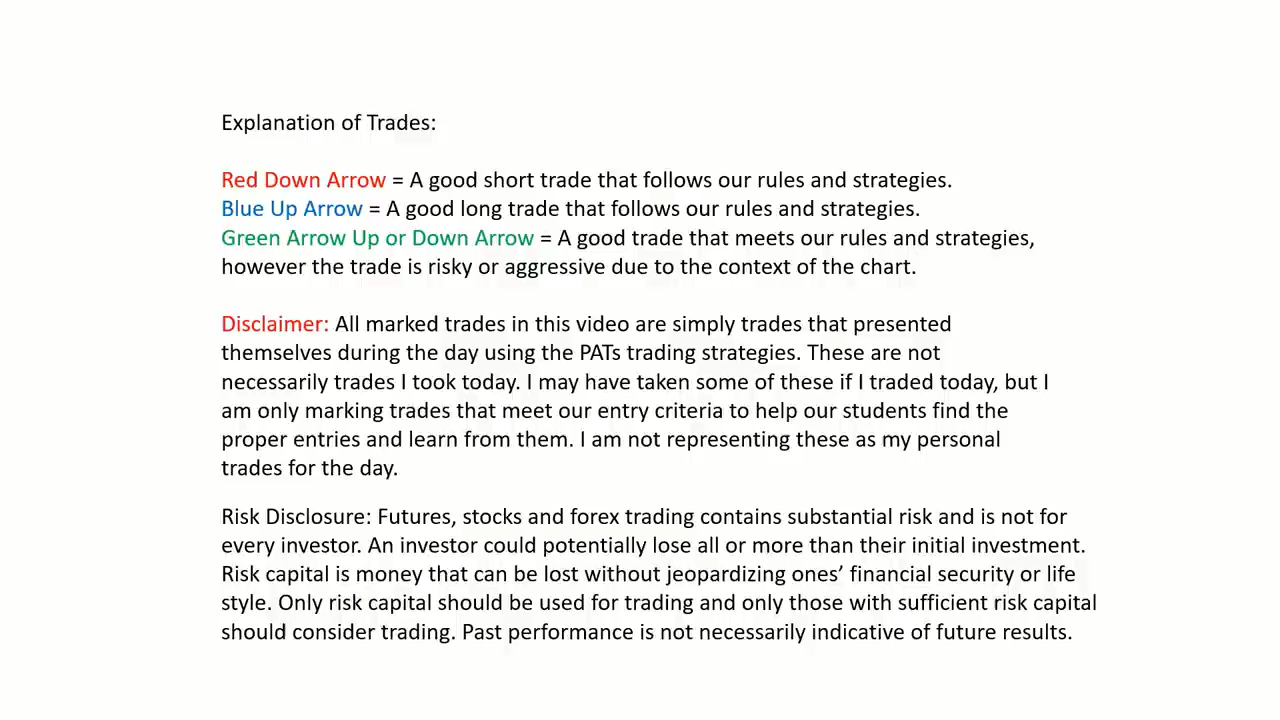 Explanation of Trades:
Red Down Arrow = A good short trade that follows our rules and strategies.
Blue Up Arrow = A good long trade that follows our rules and strategies.
Green Arrow Up or Down Arrow = A good trade that meets our rules and strategies,
however the trade is risky or aggressive due to the context of the chart.
Disclaimer: All marked trades in this video are simply trades that presented
themselves during the day using the PATs trading strategies. These are not
necessarily trades I took today. I may have taken some of these if I traded today, but I
am only marking trades that meet our entry criteria to help our students find the
proper entries and learn from them. I am not representing these as my personal
trades for the day.
Risk Disclosure: Futures, stocks and forex trading contains substantial risk and is not for
every investor. An investor could potentially lose all or more than their initial investment.
Risk capital is money that can be lost without jeopardizing ones’ financial security or life
style. Only risk capital should be used for trading and only those with sufficient risk capital
should consider trading. Past performance is not necessarily indicative of future results.